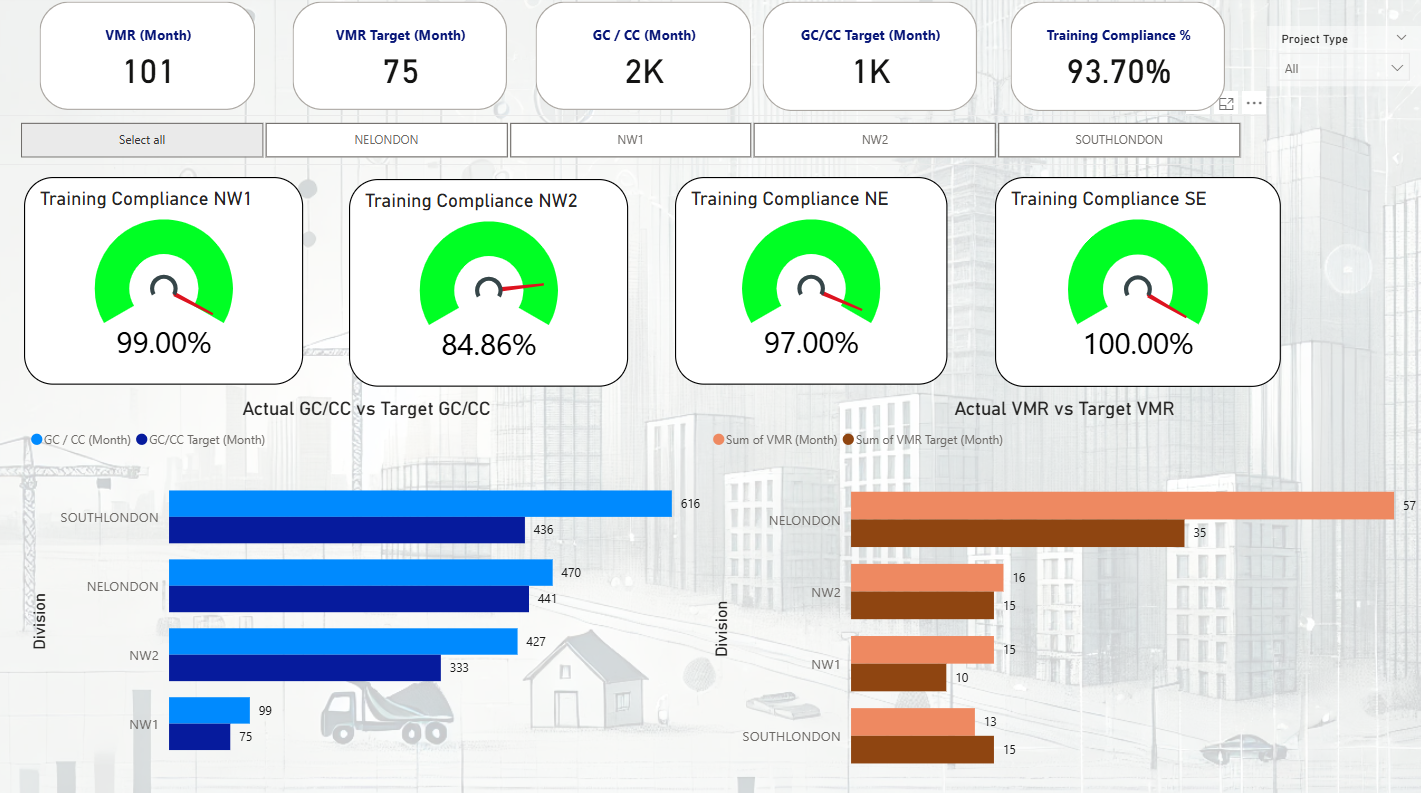 VMR (Month)
101
VMR Target (Month)
75
GC / CC (Month)
2K
GC/CC Target (Month)
1K
Training Compliance %
93.70%
Project Type
All
Select all
NELONDON
NW1
NW2
SOUTHLONDON
Training Compliance NW1
99.00%
Training Compliance NW2
84.86%
Training Compliance NE
97.00%
Training Compliance SE
100.00%
Actual GC/CC vs Target GC/CC
GC / CC (Month) GC/CC Target (Month)
Division
SOUTHLONDON
616
436
NELONDON
470
441
NW2
427
333
NW1
99
75
Actual VMR vs Target VMR
Sum of VMR (Month) Sum of VMR Target (Month)
Division
NELONDON
57
35
NW2
16
15
NW1
15
10
SOUTHLONDON
13
15